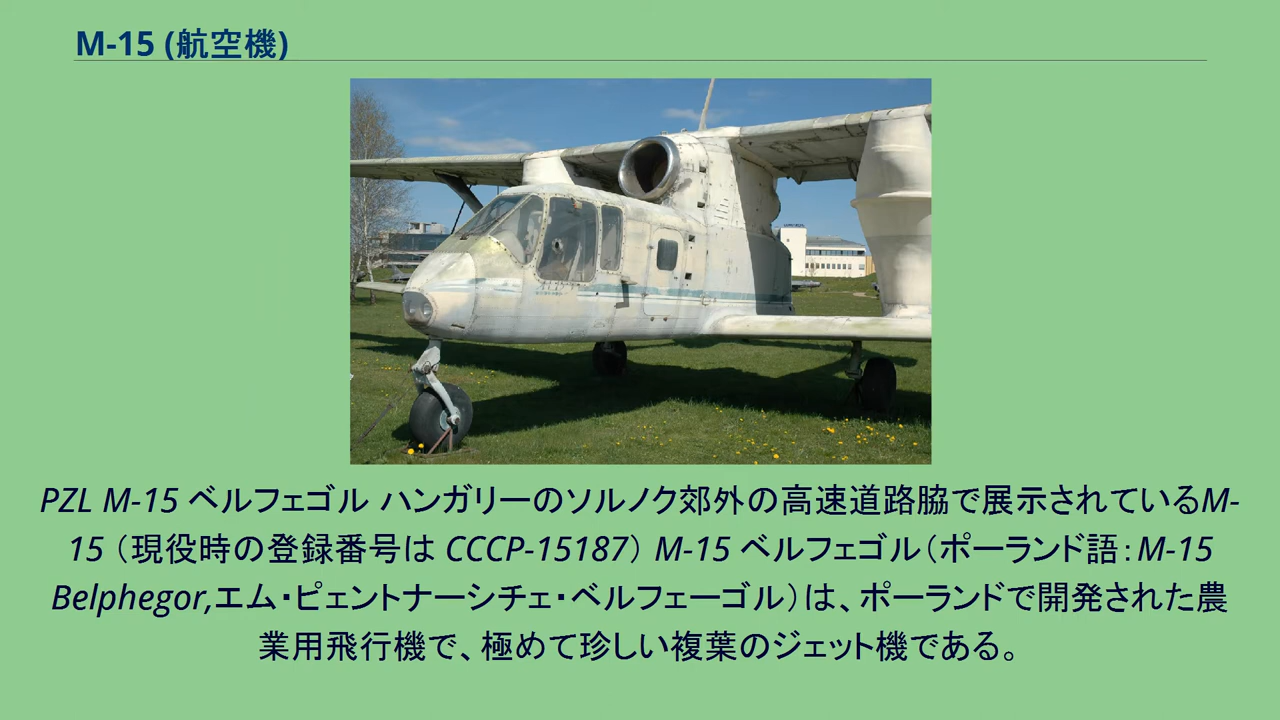 M-15 (航空機)
PZL M-15 ベルフェゴル ハンガリーのソルノク郊外の高速道路脇で展示されているM-
15（現役時の登録番号は CCCP-15187） M-15 ベルフェゴル（ポーランド語：M-15
Belphegor,エム・ピェントナーシチェ・ベルフェーゴル）は、ポーランドで開発された農
業用飛行機で、極めて珍しい複葉のジェット機である。